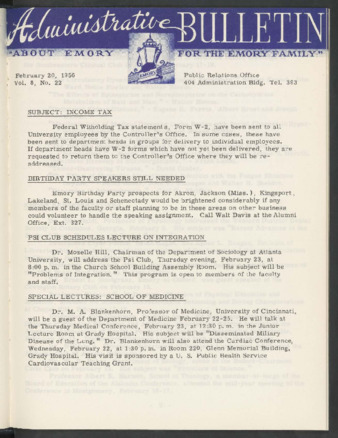 Administrative BULLETIN
"ABOUT EMORY FOR THE EMORY FAMILY"
EMORY
February 20, 1956
Vol. 8, No. 22
Public Relations Office
404 Administration Bldg. Tel. 303
SUBJECT: INCOME TAX
Federal Witholding Tax statements, Form W-2, have been sent to all
University employees by the Controller's Office. In some cases, these have
been sent to department heads in groups for delivery to individual employees.
If department heads have W-2 forms which have not yet been delivered, they are
requested to return them to the Controller's Office where they will be re-
addressed.
BIRTHDAY PARTY SPEAKERS STILL NEEDED
Emory Birthday Party prospects for Aaron, Jackson (Miss.), Kingsport,
Lakeland, St. Louis and Schenectady would be brightened considerably if any
members of the faculty or staff planning to be in these areas on other business
could volunteer to handle the speaking assignment. Call Walt Davis at the Alumni
Office, Ext. 327.
PSI CLUB SCHEDULES LECTURE ON INTEGRATION
Dr. Mozelle Hill, Chairman of the Department of Sociology at Atlanta
University, will address the Psi Club, Thursday evening, February 23, at
8:00 p. m. in the Church School Building Assembly Room. His subject will be
"Problems of Integration." This program is open to members of the faculty
and staff.
SPECIAL LECTURES: SCHOOL OF MEDICINE
Dr. M. A. Blankenhorn, Professor of Medicine, University of Cincinnati,
will be a guest of the Department of Medicine February 22-25. He will talk at
the Thursday Medical Conference, February 23, at 12:30 p. m. in the Junior
Lecture Room at Grady Hospital. His subject will be "Disseminated Miliary
Disease of the Lung." Dr. Blankenhorn will also attend the Cardiac Conference,
Wednesday, February 22, at 1:30 p. m. in Room 220, Glenn Memorial Building,
Grady Hospital. His visit is sponsored by a U. S. Public Health Service
Cardiovascular Teaching Grant.